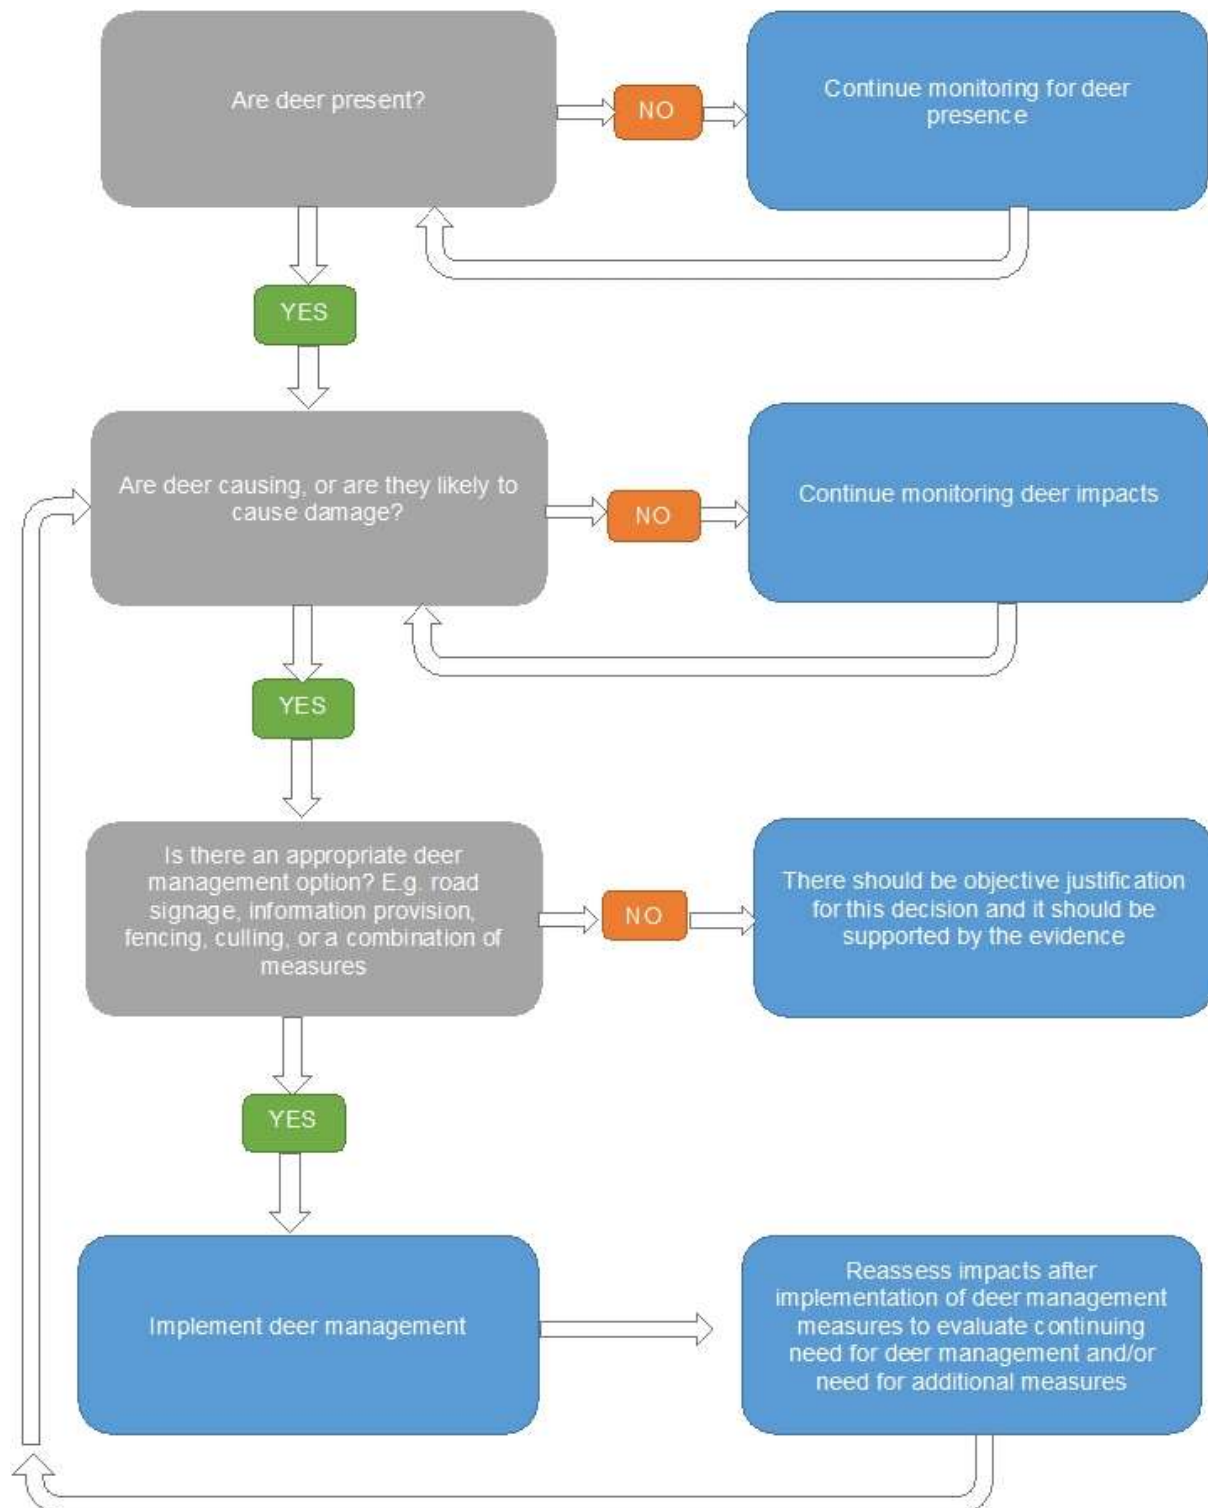 Are deer present?
NO
Continue monitoring for deer
presence
YES
Are deer causing, or are they likely to
cause damage?
NO
Continue monitoring deer impacts
YES
Is there an appropriate deer
management option? E.g. road
signage, information provision,
fencing, culling, or a combination of
measures
NO
There should be objective justification
for this decision and it should be
supported by the evidence
YES
Implement deer management
Reassess impacts after
implementation of deer management
measures to evaluate continuing
need for deer management and/or
need for additional measures